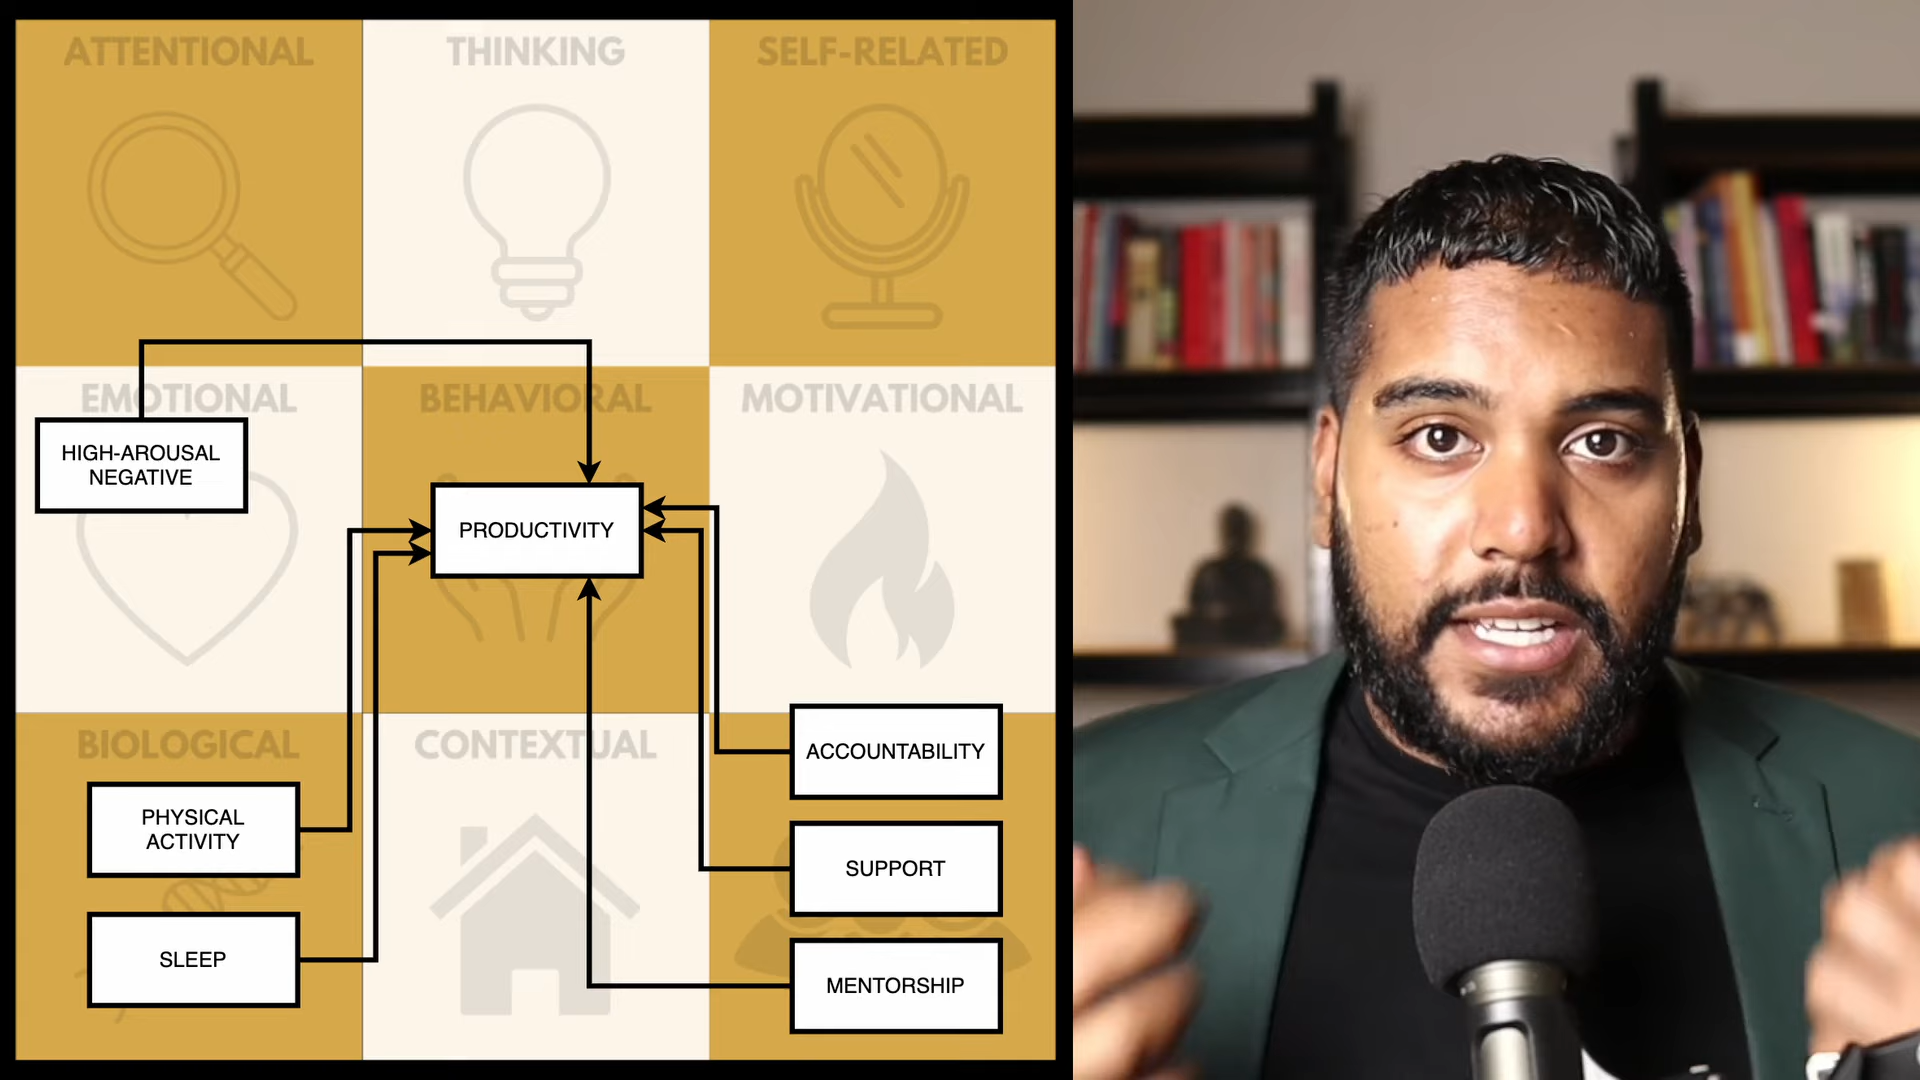 ATTENTIONAL
THINKING
SELF-RELATED
EMOTIONAL
BEHAVIORAL
MOTIVATIONAL
HIGH-AROUSAL
NEGATIVE
PRODUCTIVITY
BIOLOGICAL
CONTEXTUAL
ACCOUNTABILITY
PHYSICAL
ACTIVITY
SUPPORT
SLEEP
MENTORSHIP